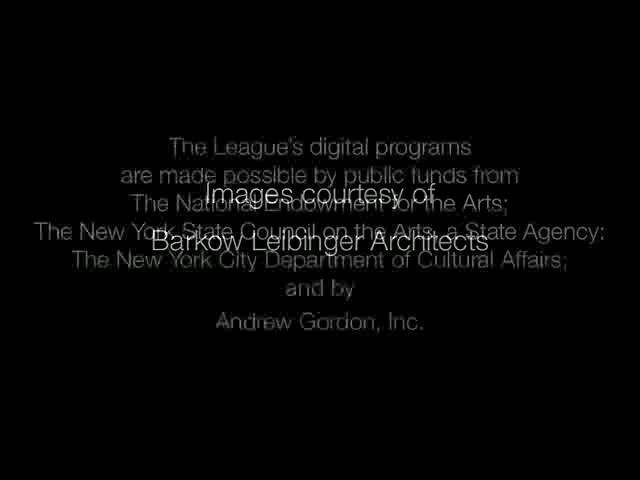 The League's digital programs
are made possible by public funds from
Images courtesy of
The National Endowment for the Arts;
The New York State Council on the Arts, a State Agency;
Barkow Leibinger Architects
The New York City Department of Cultural Affairs;
and by
Andrew Gordon, Inc.